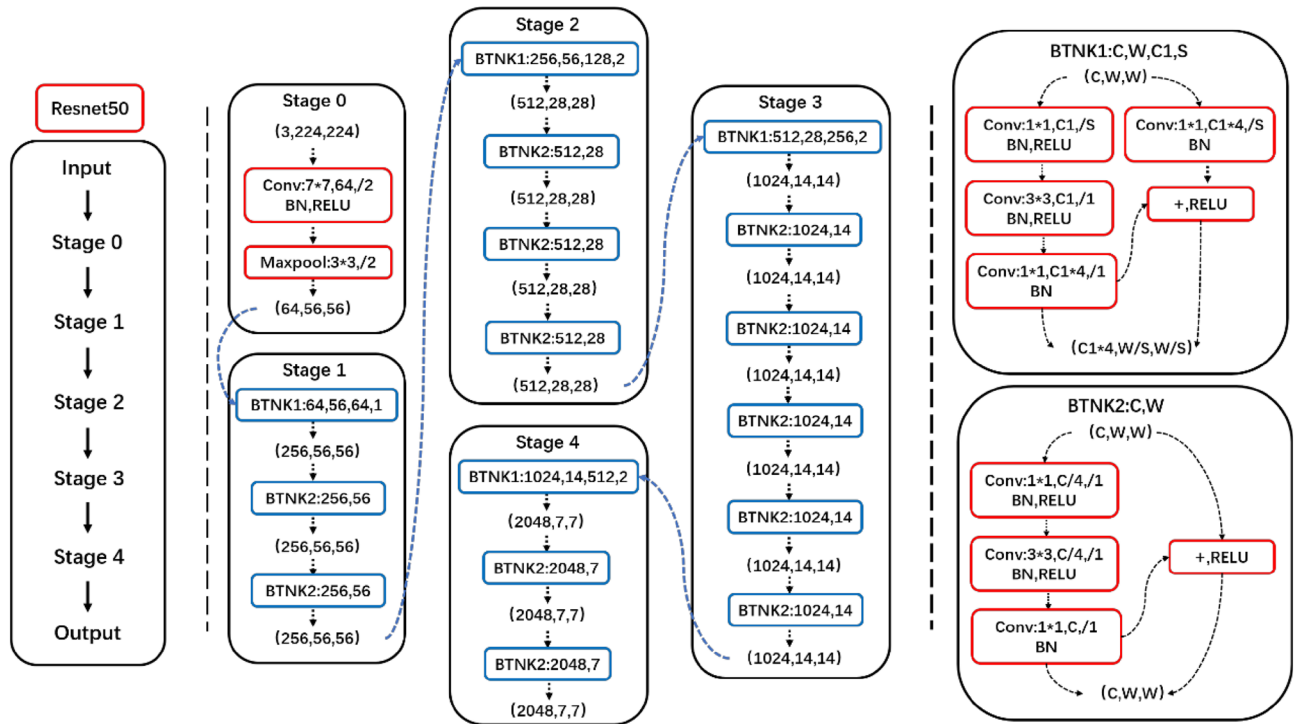 Resnet50
Input
Stage 0
Stage 1
Stage 2
Stage 3
Stage 4
Output
Stage 0
(3,224,224)
Conv:7*7,64,/2
BN,RELU
Maxpool:3*3,/2
(64,56,56)
Stage 1
BTNK1:64,56,64,1
(256,56,56)
BTNK2:256,56
(256,56,56)
BTNK2:256,56
(256,56,56)
Stage 2
BTNK1:256,56,128,2
(512,28,28)
BTNK2:512,28
(512,28,28)
BTNK2:512,28
(512,28,28)
BTNK2:512,28
(512,28,28)
Stage 3
BTNK1:512,28,256,2
(1024,14,14)
BTNK2:1024,14
(1024,14,14)
BTNK2:1024,14
(1024,14,14)
BTNK2:1024,14
(1024,14,14)
BTNK2:1024,14
(1024,14,14)
BTNK2:1024,14
(1024,14,14)
Stage 4
BTNK1:1024,14,512,2
(2048,7,7)
BTNK2:2048,7
(2048,7,7)
BTNK2:2048,7
(2048,7,7)
BTNK1:C,W,C1,S
(C,W,W)
Conv:1*1,C1,/S
BN,RELU
Conv:3*3,C1,/1
BN,RELU
Conv:1*1,C1*4,/1
BN
Conv:1*1,C1*4,/S
BN
+,RELU
(C1*4,W/S,W/S)
BTNK2:C,W
(C,W,W)
Conv:1*1,C/4,/1
BN,RELU
Conv:3*3,C/4,/1
BN,RELU
Conv:1*1,C,/1
BN
+,RELU
(C,W,W)